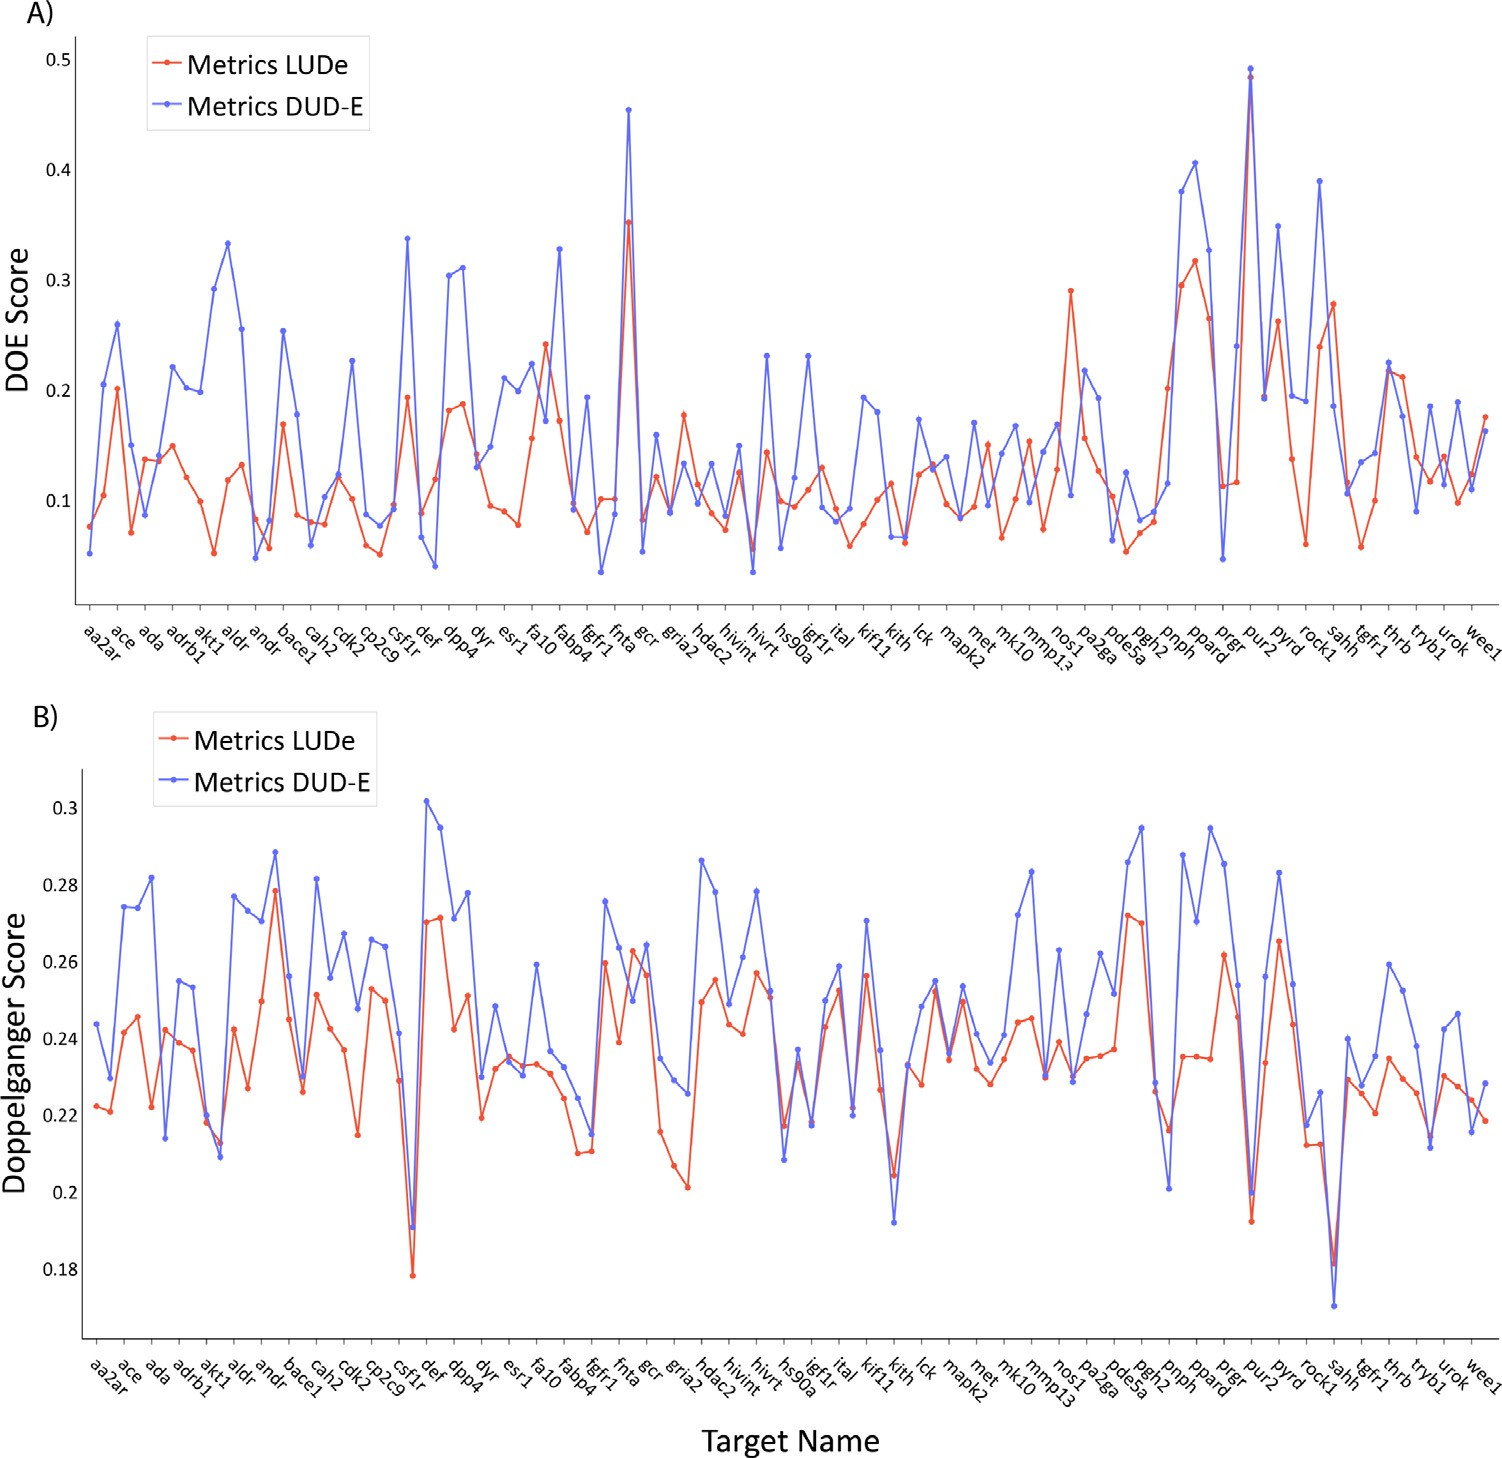 A)
Metrics LUDe
Metrics DUD-E
DOE Score
0.5
0.4
0.3
0.2
0.1
aa2ar ace ada adrb1 akt1 aldr andr bace1 cah2 cdk2 cp2c9 csf1r def dpp4 dyr esr1 fa10 fabp4 fgfr1 fnta gcr gria2 hdac2 hivint hivrt hs90a igf1r ital kif11 kith lck mapk2 met mk10 mmp13 nos1 pa2ga pde5a pgh2 pnph ppard prgr pur2 pyrd rock1 sahh tgfr1 thrb tryb1 urok wee1
B)
Metrics LUDe
Metrics DUD-E
Doppelganger Score
0.3
0.28
0.26
0.24
0.22
0.2
0.18
aa2ar ace ada adrb1 akt1 aldr andr bace1 cah2 cdk2 cp2c9 csf1r def dpp4 dyr esr1 fa10 fabp4 fgfr1 fnta gcr gria2 hdac2 hivint hivrt hs90a igf1r ital kif11 kith lck mapk2 met mk10 mmp13 nos1 pa2ga pde5a pgh2 pnph ppard prgr pur2 pyrd rock1 sahh tgfr1 thrb tryb1 urok wee1
Target Name